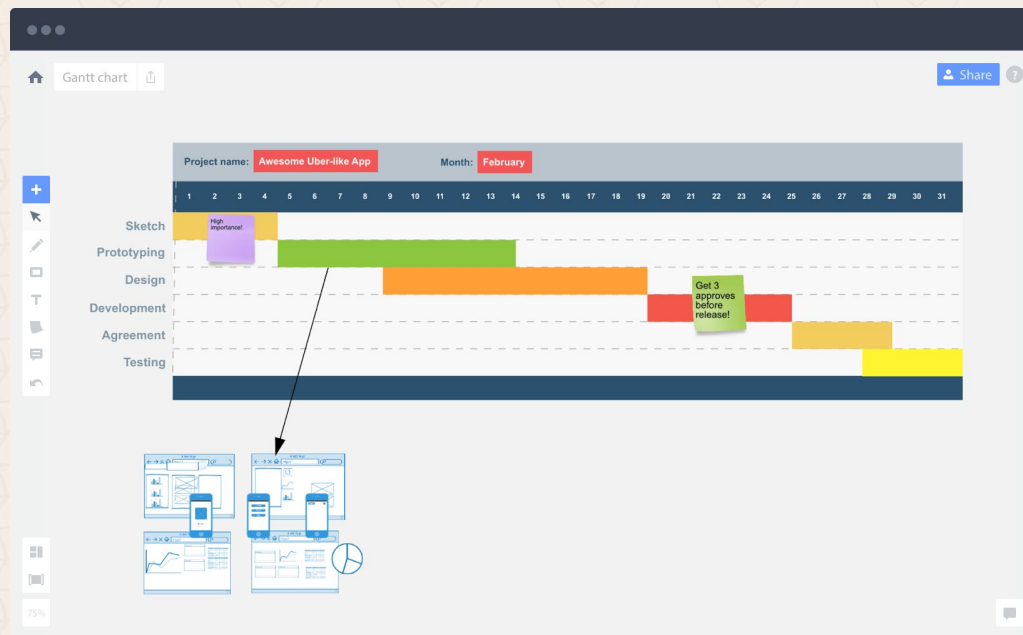 Gantt chart
Share
?
Project name: Awesome Uber-like App Month: February
1 2 3 4 5 6 7 8 9 10 11 12 13 14 15 16 17 18 19 20 21 22 23 24 25 26 27 28 29 30 31
Sketch
High
importance!
Prototyping
Design
Get 3
approves
before
release!
Development
Agreement
Testing
T
75%